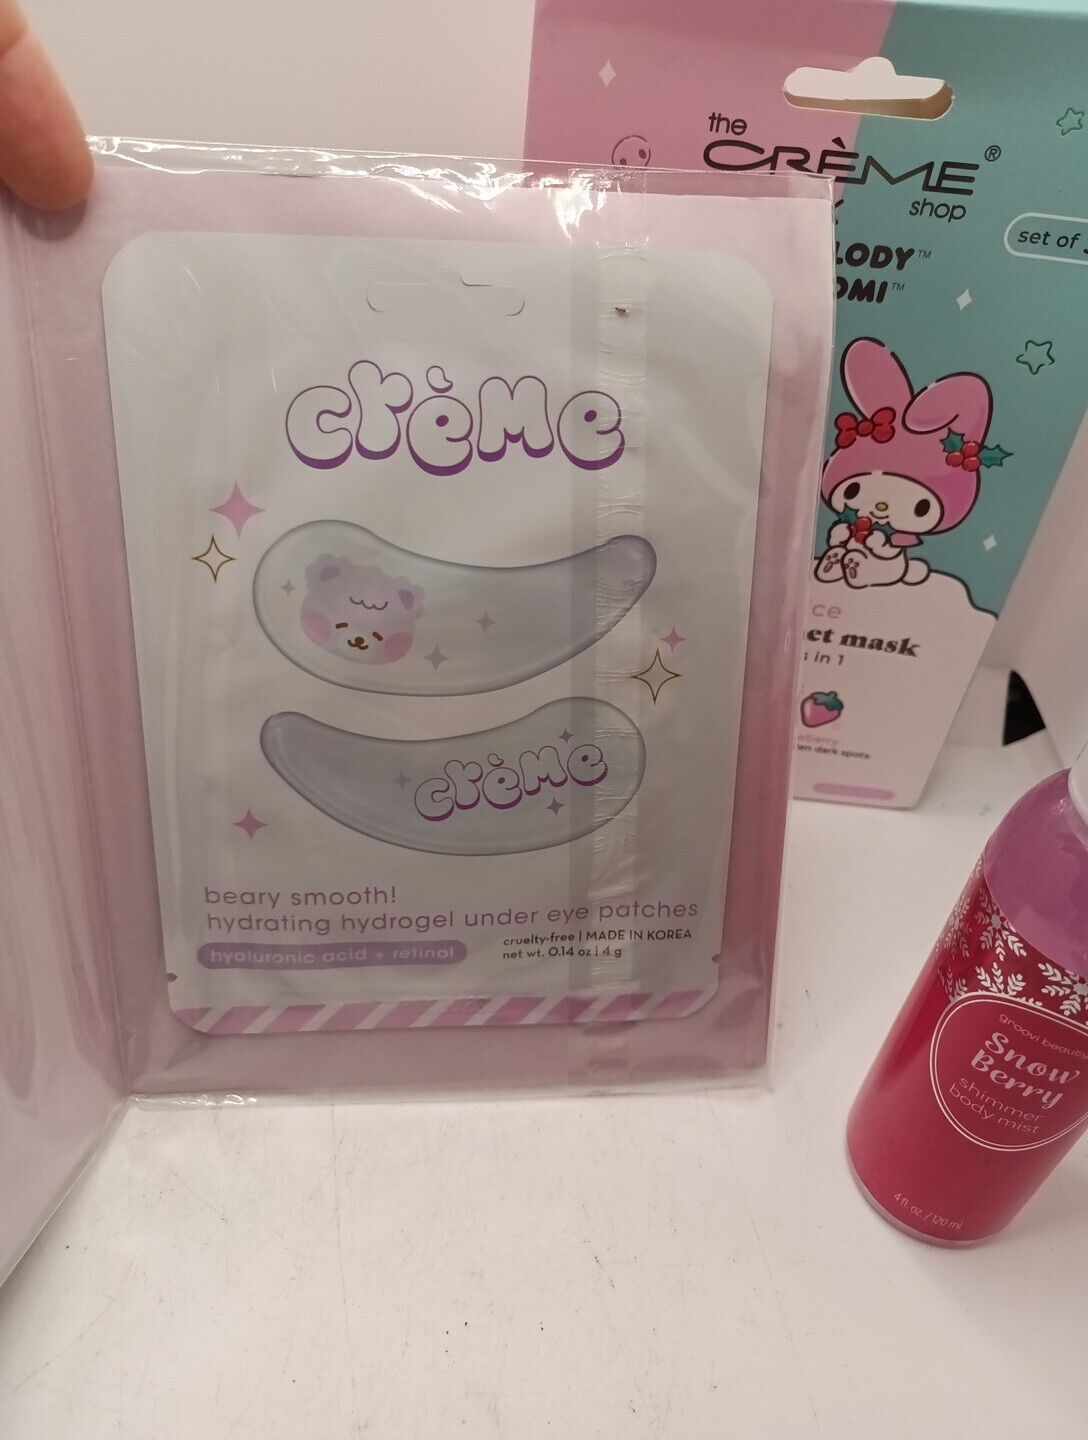 crème
crème
beary smooth!
hydrating hydrogel under eye patches
hyaluronic acid + retinol
cruelty-free | MADE IN KOREA
net wt. 0.14 oz | 4 g
the
CRÈME®
shop
LODY™
OMI™
set of
ce
et mask
in 1
groovi beauty
Snow
Berry
shimmer
body mist
4 fl. oz. / 120 ml